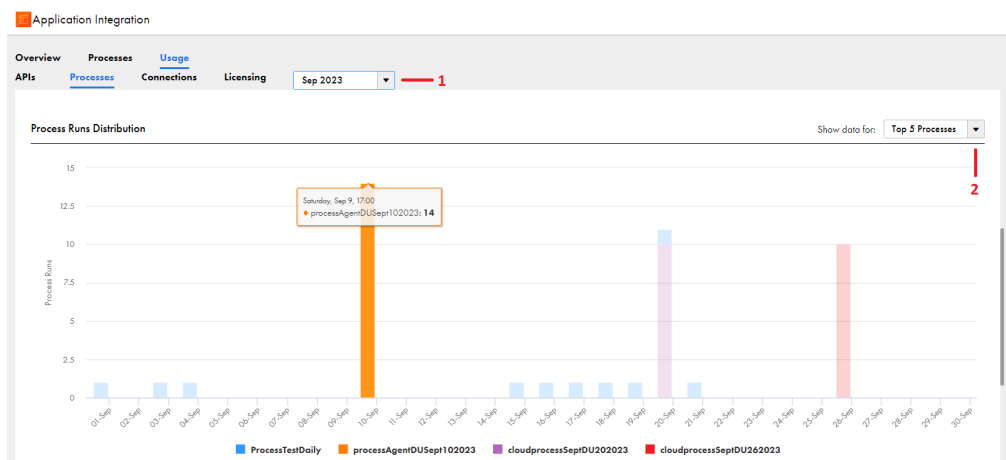 Application Integration
Overview Processes Usage
APIs Processes Connections Licensing Sep 2023 1
Process Runs Distribution Show data for: Top 5 Processes
2
15
12.5
10
7.5
5
2.5
0
Process Runs
Saturday, Sep 9, 17:00
processAgentDUSept102023: 14
01-Sep 02-Sep 03-Sep 04-Sep 05-Sep 06-Sep 07-Sep 08-Sep 09-Sep 10-Sep 11-Sep 12-Sep 13-Sep 14-Sep 15-Sep 16-Sep 17-Sep 18-Sep 19-Sep 20-Sep 21-Sep 22-Sep 23-Sep 24-Sep 25-Sep 26-Sep 27-Sep 28-Sep 29-Sep 30-Sep
ProcessTestDaily processAgentDUSept102023 cloudprocessSeptDU202023 cloudprocessSeptDU262023